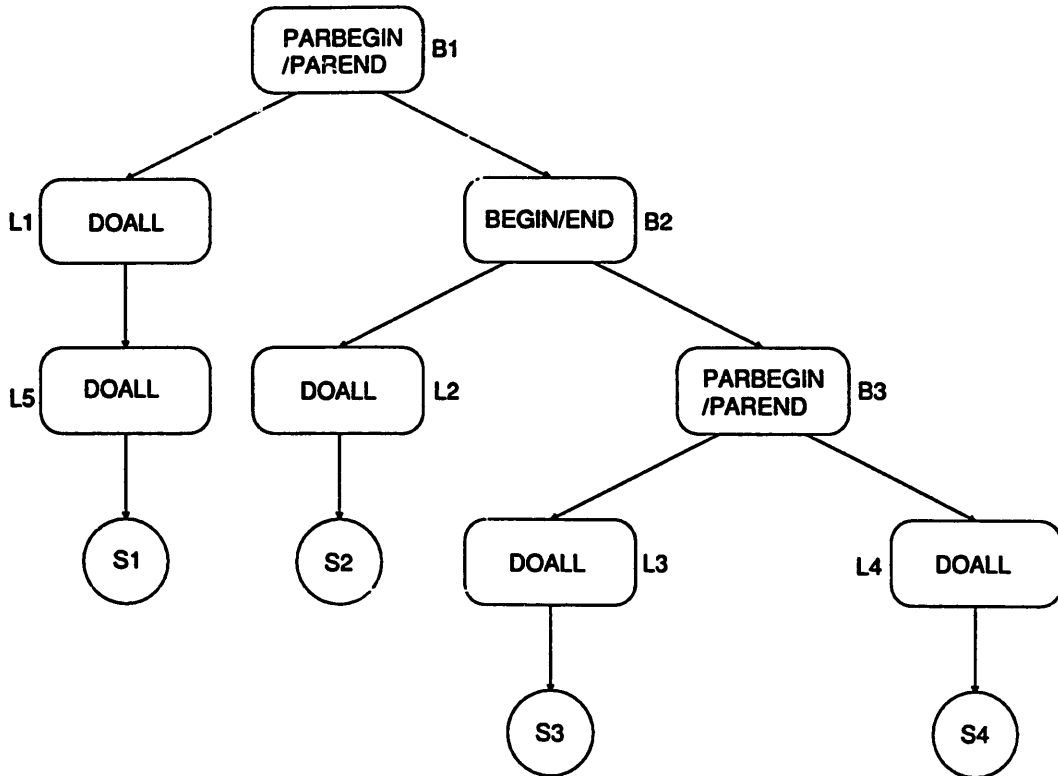 PARBEGIN
/PAREND
B1
L1
DOALL
BEGIN/END
B2
L5
DOALL
DOALL
L2
PARBEGIN
/PAREND
B3
S1
S2
DOALL
L3
L4
DOALL
S3
S4